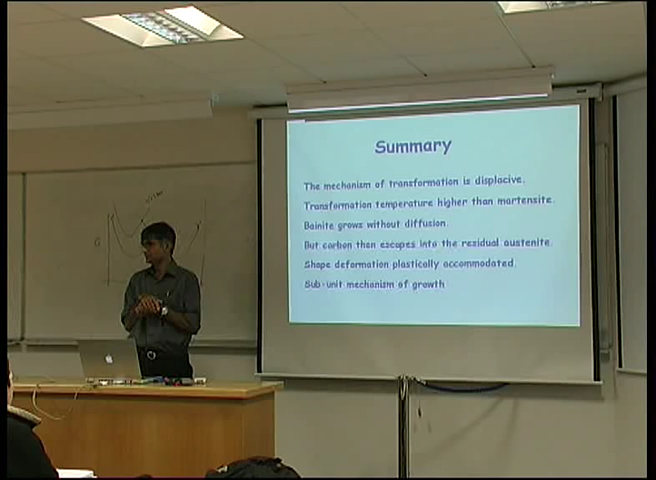 Summary
The mechanism of transformation is displacive.
Transformation temperature higher than martensite.
Bainite grows without diffusion.
But carbon then escapes into the residual austenite.
Shape deformation plastically accommodated.
Sub-unit mechanism of growth
G